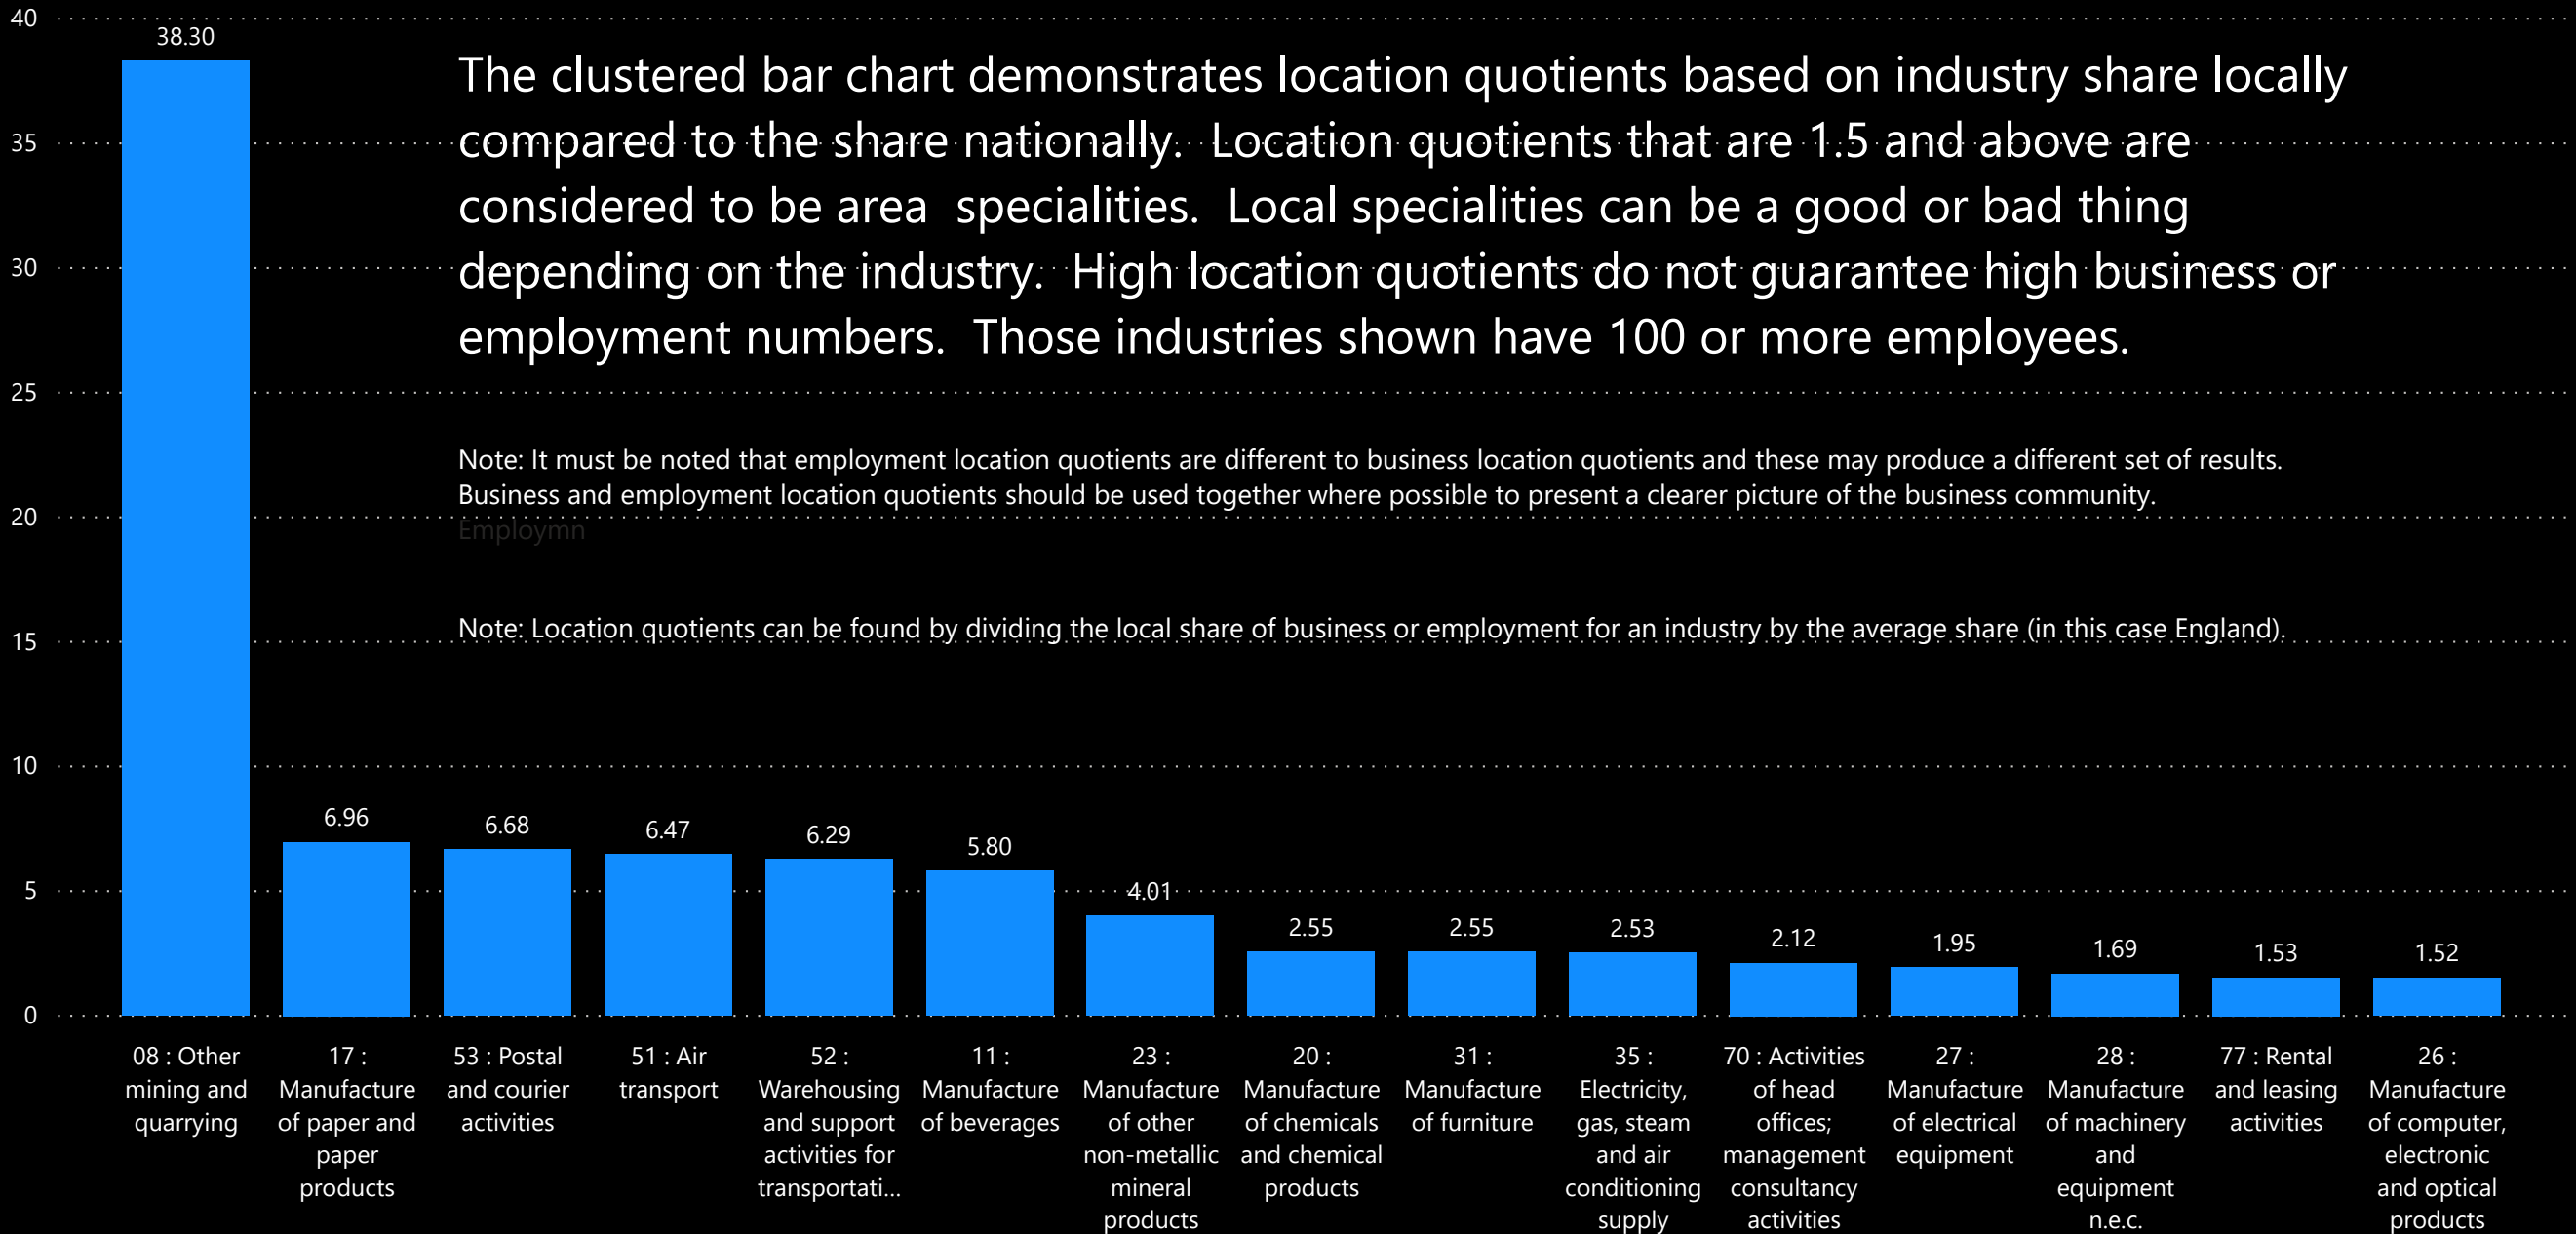 40
38.30
The clustered bar chart demonstrates location quotients based on industry share locally
compared to the share nationally. Location quotients that are 1.5 and above are
considered to be area specialities. Local specialities can be a good or bad thing
depending on the industry. High location quotients do not guarantee high business or
employment numbers. Those industries shown have 100 or more employees.
35
30
25
Note: It must be noted that employment location quotients are different to business location quotients and these may produce a different set of results.
Business and employment location quotients should be used together where possible to present a clearer picture of the business community.
20
Employmn
Note: Location quotients can be found by dividing the local share of business or employment for an industry by the average share (in this case England).
15
10
6.96
6.68
6.47
6.29
5.80
4.01
2.55
2.55
2.53
2.12
1.95
1.69
1.53
1.52
5
0
08 : Other
mining and
quarrying
17 :
Manufacture
of paper and
paper
products
53 : Postal
and courier
activities
51 : Air
transport
52 :
Warehousing
and support
activities for
transportati...
11 :
Manufacture
of beverages
23 :
Manufacture
of other
non-metallic
mineral
products
20 :
Manufacture
of chemicals
and chemical
products
31 :
Manufacture
of furniture
35 :
Electricity,
gas, steam
and air
conditioning
supply
70 : Activities
of head
offices;
management
consultancy
activities
27 :
Manufacture
of electrical
equipment
28 :
Manufacture
of machinery
and
equipment
n.e.c.
77 : Rental
and leasing
activities
26 :
Manufacture
of computer,
electronic
and optical
products